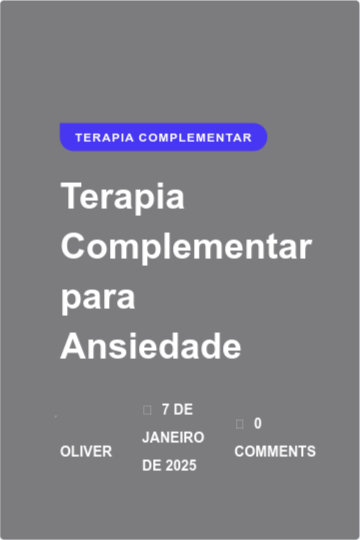 TERAPIA COMPLEMENTAR
Terapia
Complementar
para
Ansiedade
OLIVER
7 DE
JANEIRO
DE 2025
0
COMMENTS